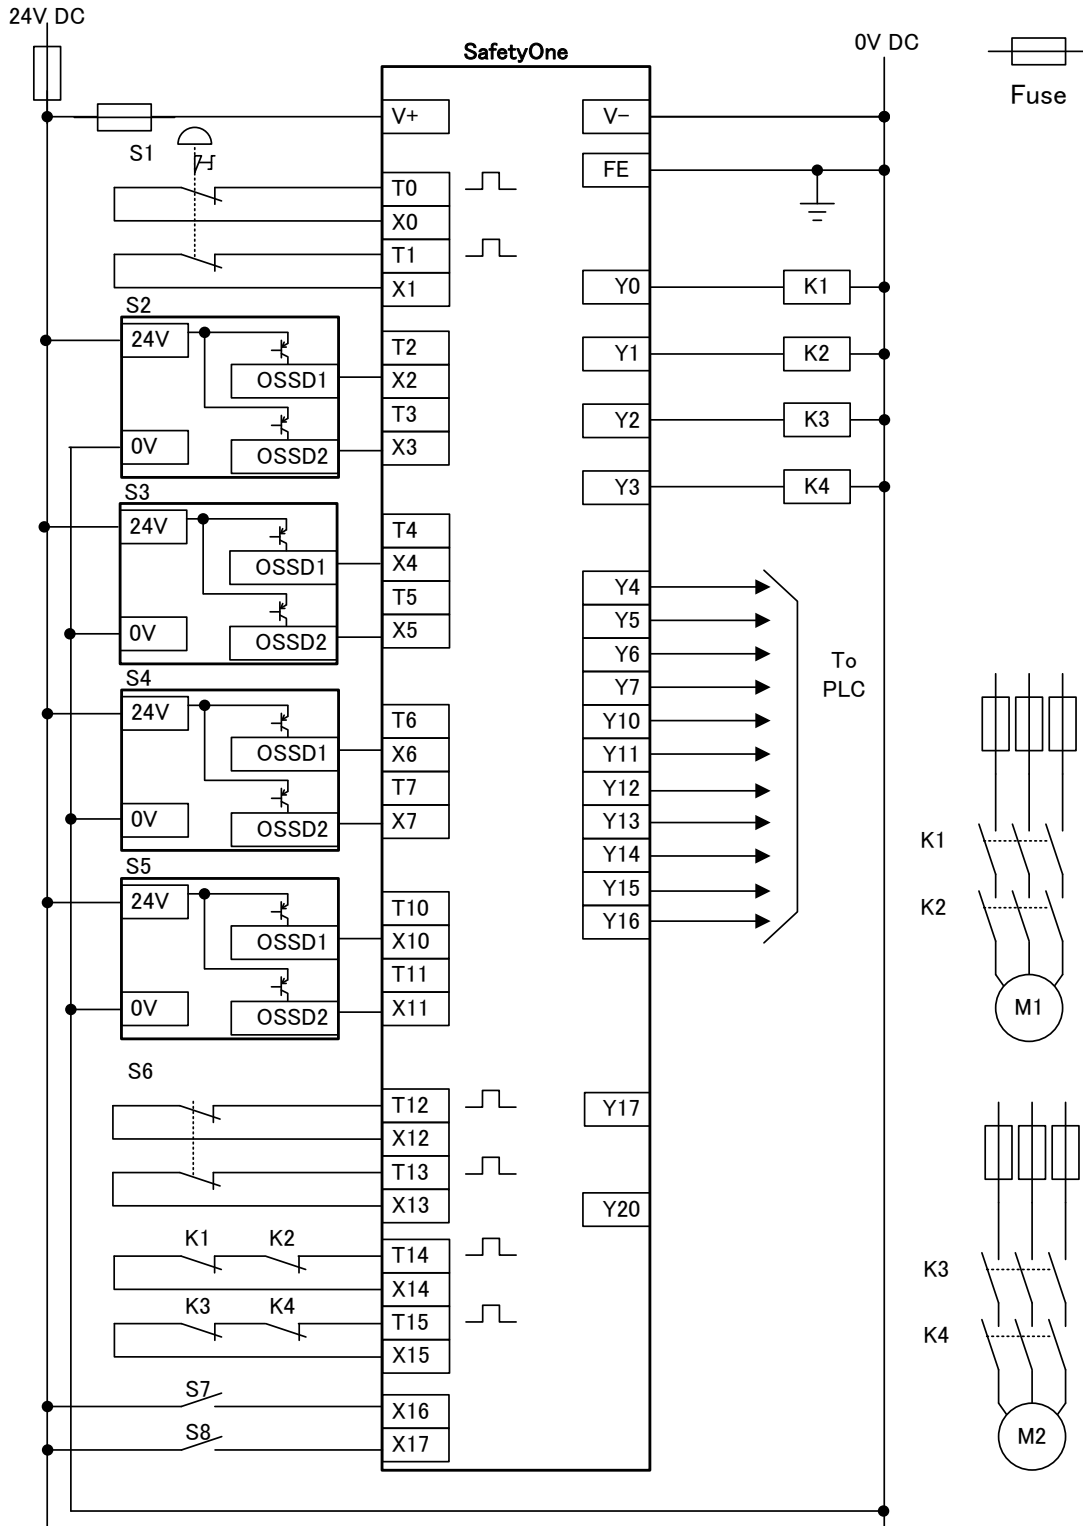 24V DC
SafetyOne
0V DC
Fuse
V+
V-
S1
FE
T0
X0
T1
X1
Y0
K1
S2
24V
OSSD1
0V
OSSD2
T2
X2
T3
X3
Y1
K2
Y2
K3
S3
24V
OSSD1
0V
OSSD2
T4
X4
T5
X5
Y3
K4
Y4
Y5
Y6
Y7
Y10
Y11
Y12
Y13
Y14
Y15
Y16
To
PLC
S4
24V
OSSD1
0V
OSSD2
T6
X6
T7
X7
S5
24V
OSSD1
0V
OSSD2
T10
X10
T11
X11
K1
K2
M1
S6
T12
X12
T13
X13
Y17
Y20
K1 K2
T14
X14
K3 K4
T15
X15
S7
X16
S8
X17
K3
K4
M2